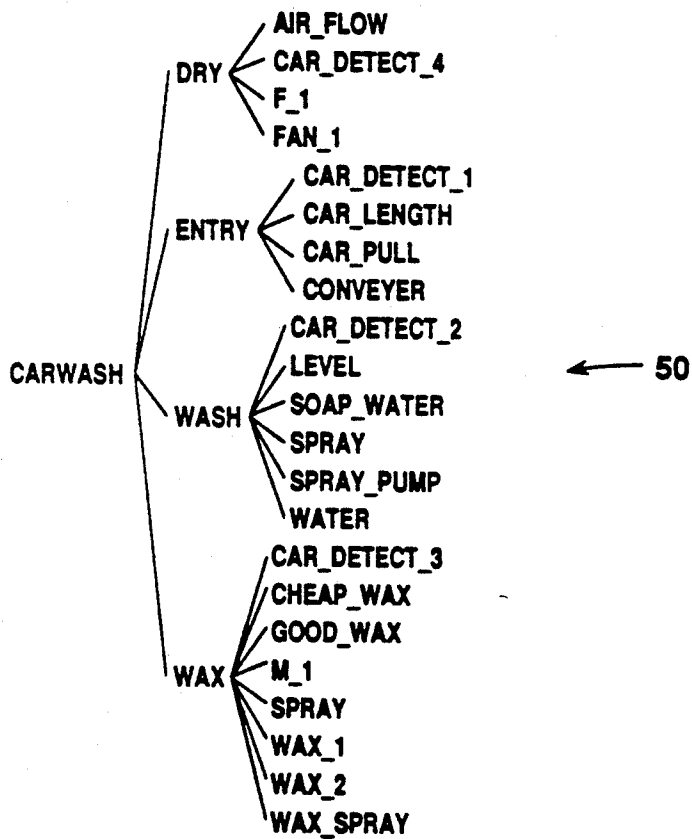 AIR_FLOW
DRY
CAR_DETECT_4
F_1
FAN_1
CAR_DETECT_1
CAR_LENGTH
ENTRY
CAR_PULL
CONVEYER
CAR_DETECT_2
CARWASH
LEVEL
50
SOAP_WATER
WASH
SPRAY
SPRAY_PUMP
WATER
CAR_DETECT_3
CHEAP_WAX
GOOD_WAX
WAX
M_1
SPRAY
WAX_1
WAX_2
WAX_SPRAY